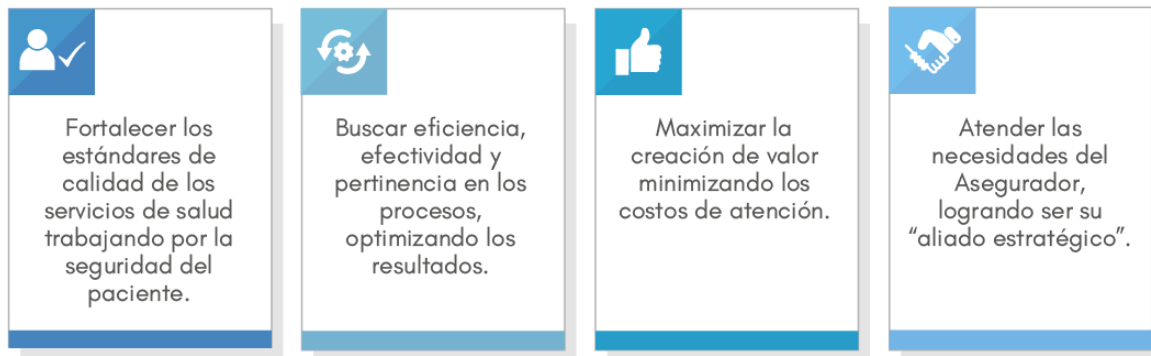 Fortalecer los
estándares de
calidad de los
servicios de salud
trabajando por la
seguridad del
paciente.
Buscar eficiencia,
efectividad y
pertinencia en los
procesos,
optimizando los
resultados.
Maximizar la
creación de valor
minimizando los
costos de atención.
Atender las
necesidades del
Asegurador,
logrando ser su
“aliado estratégico”.